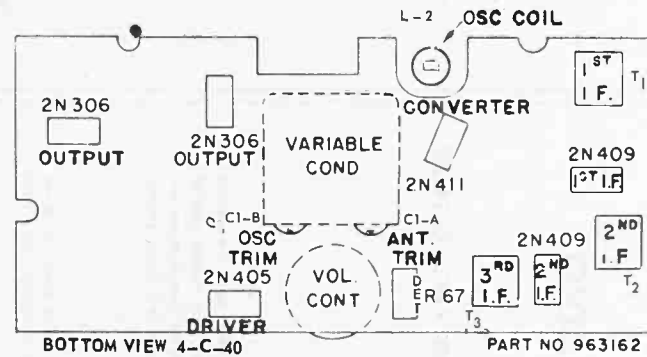 L-2 OSC COIL
1ST I.F. T1
2N306 OUTPUT
2N306 OUTPUT
VARIABLE COND
CONVERTER
2N411
2N409
1ST I.F.
C1-B OSC TRIM
C1-A ANT. TRIM
2N405
DRIVER
VOL. CONT
DET R67
3RD I.F. T3
2N409
2ND I.F.
2ND I.F T2
BOTTOM VIEW 4-C-40
PART NO 963162